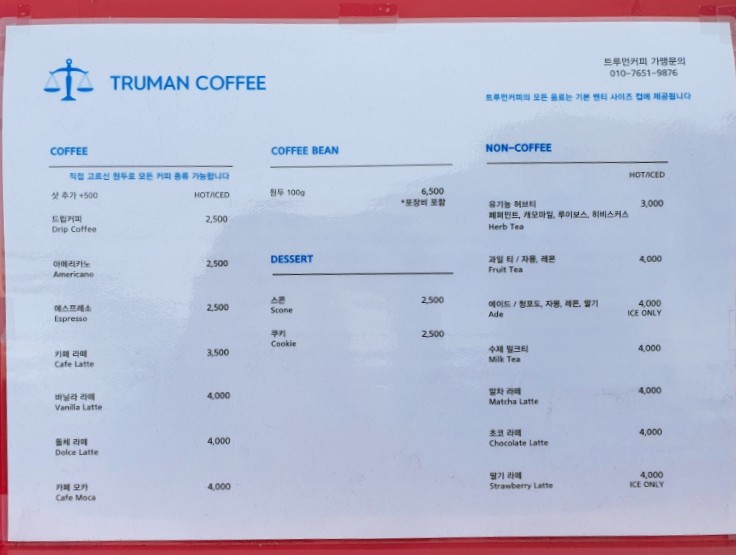 TRUMAN COFFEE
트루먼커피 가맹문의
010-7651-9876
트루먼커피의 모든 음료는 기본 벤티 사이즈 컵에 제공됩니다
COFFEE
직접 고르신 원두로 모든 커피 종류 가능합니다
샷 추가 +500 HOT/ICED
드립커피 2,500
Drip Coffee
아메리카노 2,500
Americano
에스프레소 2,500
Espresso
카페 라떼 3,500
Cafe Latte
바닐라 라떼 4,000
Vanilla Latte
돌체 라떼 4,000
Dolce Latte
카페 모카 4,000
Cafe Moca
COFFEE BEAN
원두 100g 6,500
*포장비 포함
DESSERT
스콘 2,500
Scone
쿠키 2,500
Cookie
NON-COFFEE
HOT/ICED
유기농 허브티 3,000
페퍼민트, 캐모마일, 루이보스, 히비스커스
Herb Tea
과일 티 / 자몽, 레몬 4,000
Fruit Tea
에이드 / 청포도, 자몽, 레몬, 딸기 4,000
Ade ICE ONLY
수제 밀크티 4,000
Milk Tea
말차 라떼 4,000
Matcha Latte
초코 라떼 4,000
Chocolate Latte
딸기 라떼 4,000
Strawberry Latte ICE ONLY